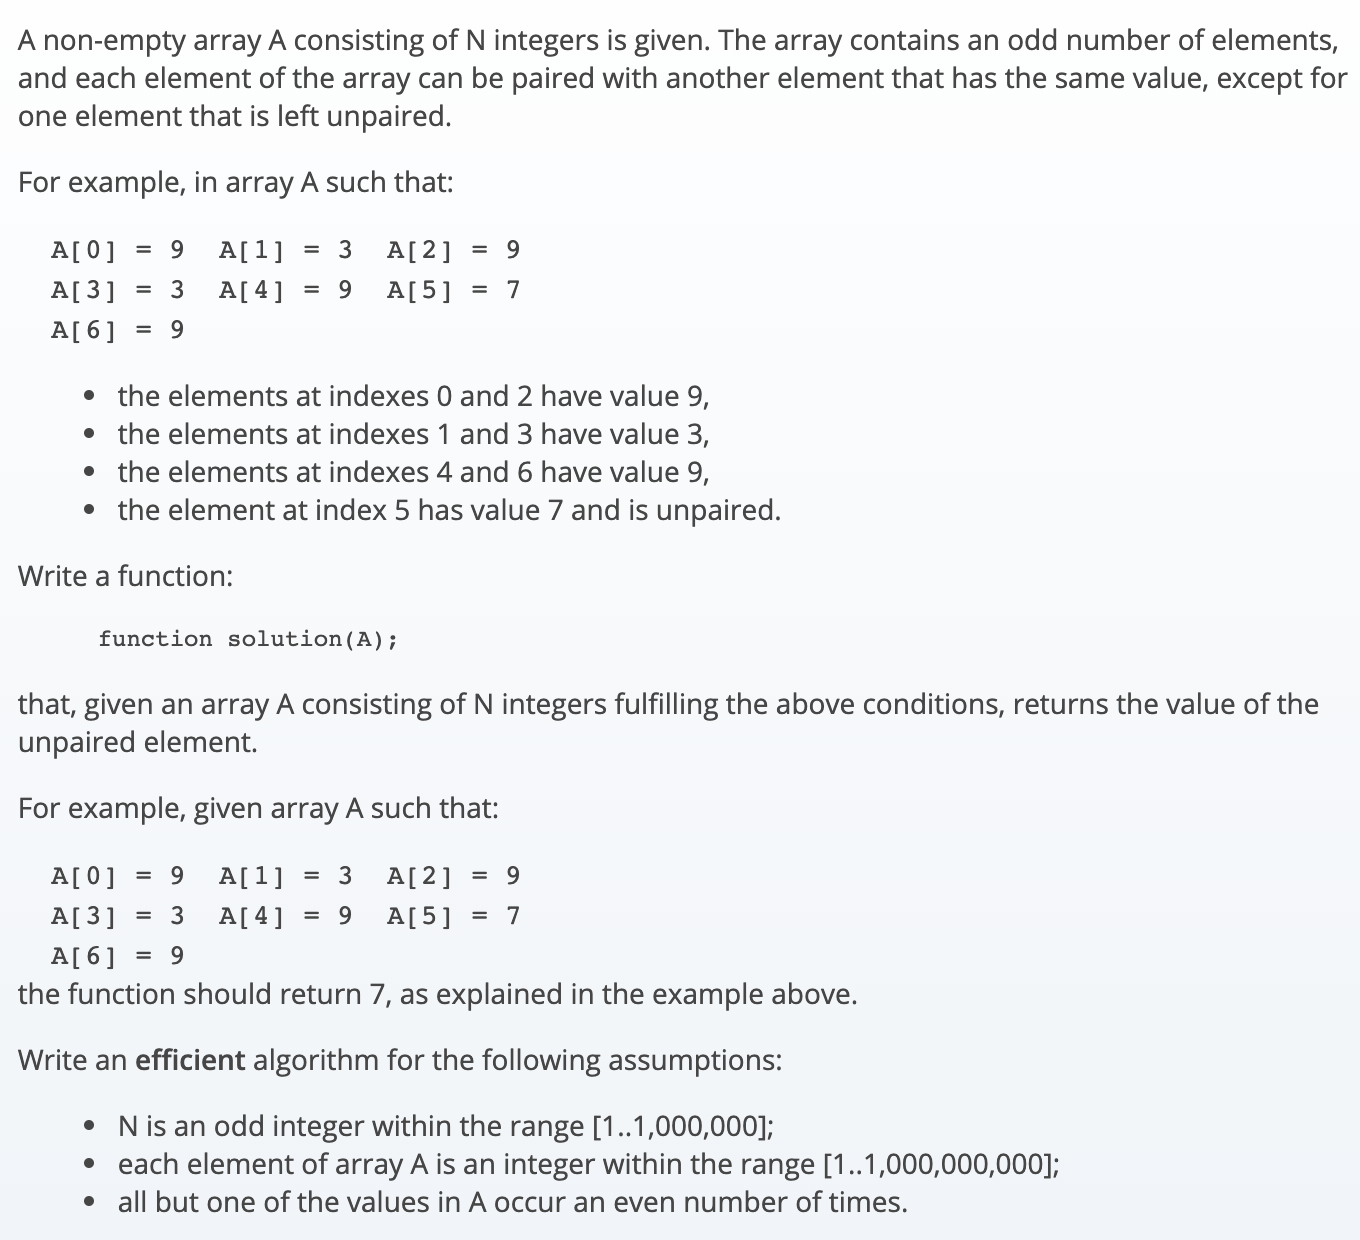 A non-empty array A consisting of N integers is given. The array contains an odd number of elements,
and each element of the array can be paired with another element that has the same value, except for
one element that is left unpaired.
For example, in array A such that:
A[0] = 9  A[1] = 3  A[2] = 9
A[3] = 3  A[4] = 9  A[5] = 7
A[6] = 9
• the elements at indexes 0 and 2 have value 9,
• the elements at indexes 1 and 3 have value 3,
• the elements at indexes 4 and 6 have value 9,
• the element at index 5 has value 7 and is unpaired.
Write a function:
function solution(A);
that, given an array A consisting of N integers fulfilling the above conditions, returns the value of the
unpaired element.
For example, given array A such that:
A[0] = 9  A[1] = 3  A[2] = 9
A[3] = 3  A[4] = 9  A[5] = 7
A[6] = 9
the function should return 7, as explained in the example above.
Write an efficient algorithm for the following assumptions:
• N is an odd integer within the range [1..1,000,000];
• each element of array A is an integer within the range [1..1,000,000,000];
• all but one of the values in A occur an even number of times.